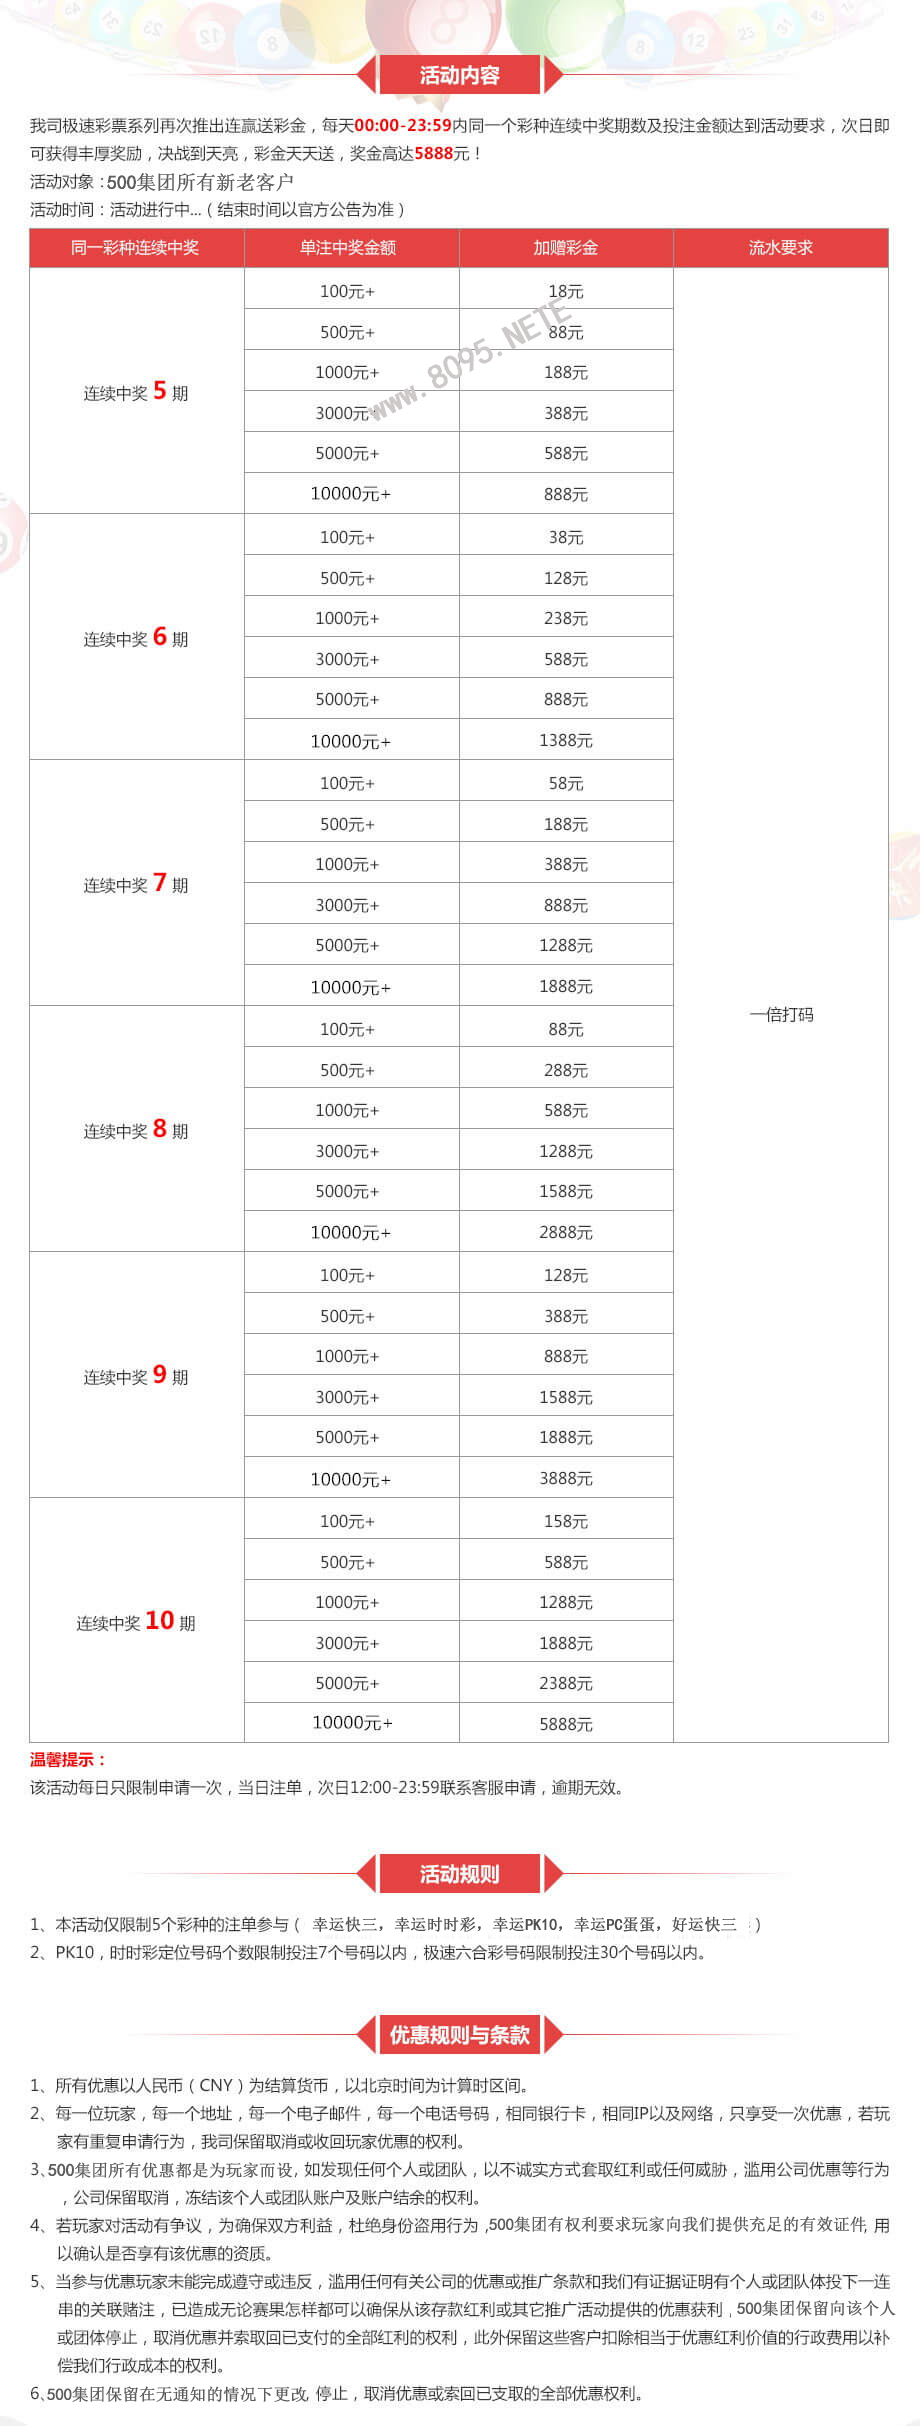 活动内容
我司极速彩票系列再次推出连赢送彩金，每天00:00-23:59内同一个彩种连续中奖期数及投注金额达到活动要求，次日即
可获得丰厚奖励，决战到天亮，彩金天天送，奖金高达5888元！
活动对象：500集团所有新老客户
活动时间：活动进行中...（结束时间以官方公告为准）
同一彩种连续中奖 单注中奖金额 加赠彩金 流水要求
100元+ 18元
500元+ 88元
1000元+ 188元
连续中奖 5 期
3000元+ 388元
5000元+ 588元
10000元+ 888元
www.8095.NETE
100元+ 38元
500元+ 128元
1000元+ 238元
连续中奖 6 期
3000元+ 588元
5000元+ 888元
10000元+ 1388元
100元+ 58元
500元+ 188元
1000元+ 388元
连续中奖 7 期
3000元+ 888元
5000元+ 1288元
10000元+ 1888元
一倍打码
100元+ 88元
500元+ 288元
1000元+ 588元
连续中奖 8 期
3000元+ 1288元
5000元+ 1588元
10000元+ 2888元
100元+ 128元
500元+ 388元
1000元+ 888元
连续中奖 9 期
3000元+ 1588元
5000元+ 1888元
10000元+ 3888元
100元+ 158元
500元+ 588元
1000元+ 1288元
连续中奖 10 期
3000元+ 1888元
5000元+ 2388元
10000元+ 5888元
温馨提示：
该活动每日只限制申请一次，当日注单，次日12:00-23:59联系客服申请，逾期无效。
活动规则
1、本活动仅限制5个彩种的注单参与（ 幸运快三，幸运时时彩，幸运PK10，幸运PC蛋蛋，好运快三 ）
2、PK10，时时彩定位号码个数限制投注7个号码以内，极速六合彩号码限制投注30个号码以内。
优惠规则与条款
1、所有优惠以人民币（CNY）为结算货币，以北京时间为计算时区间。
2、每一位玩家，每一个地址，每一个电子邮件，每一个电话号码，相同银行卡，相同IP以及网络，只享受一次优惠，若玩
家有重复申请行为，我司保留取消或收回玩家优惠的权利。
3、500集团所有优惠都是为玩家而设, 如发现任何个人或团队，以不诚实方式套取红利或任何威胁，滥用公司优惠等行为
，公司保留取消，冻结该个人或团队账户及账户结余的权利。
4、若玩家对活动有争议，为确保双方利益，杜绝身份盗用行为，500集团有权利要求玩家向我们提供充足的有效证件, 用
以确认是否享有该优惠的资质。
5、当参与优惠玩家未能完成遵守或违反，滥用任何有关公司的优惠或推广条款和我们有证据证明有个人或团队体投下一连
串的关联赌注，已造成无论赛果怎样都可以确保从该存款红利或其它推广活动提供的优惠获利，500集团保留向该个人
或团体停止，取消优惠并索取回已支付的全部红利的权利，此外保留这些客户扣除相当于优惠红利价值的行政费用以补
偿我们行政成本的权利。
6、500集团保留在无通知的情况下更改, 停止，取消优惠或索回已支取的全部优惠权利。